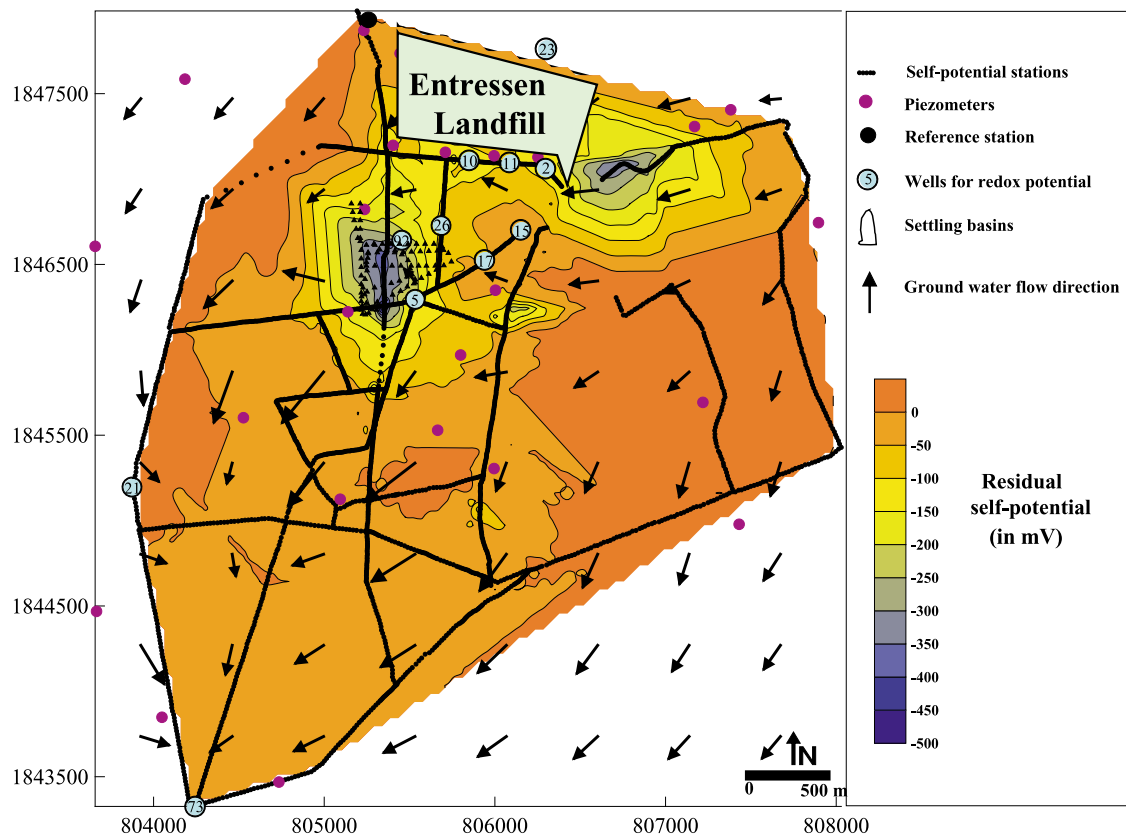 1847500
1846500
1845500
1844500
1843500
804000
805000
806000
807000
808000
Entressen
Landfill
23
10
11
2
26
92
15
17
5
21
73
N
0
500 m
Self-potential stations
Piezometers
Reference station
5
Wells for redox potential
Settling basins
Ground water flow direction
0
-50
-100
-150
-200
-250
-300
-350
-400
-450
-500
Residual
self-potential
(in mV)